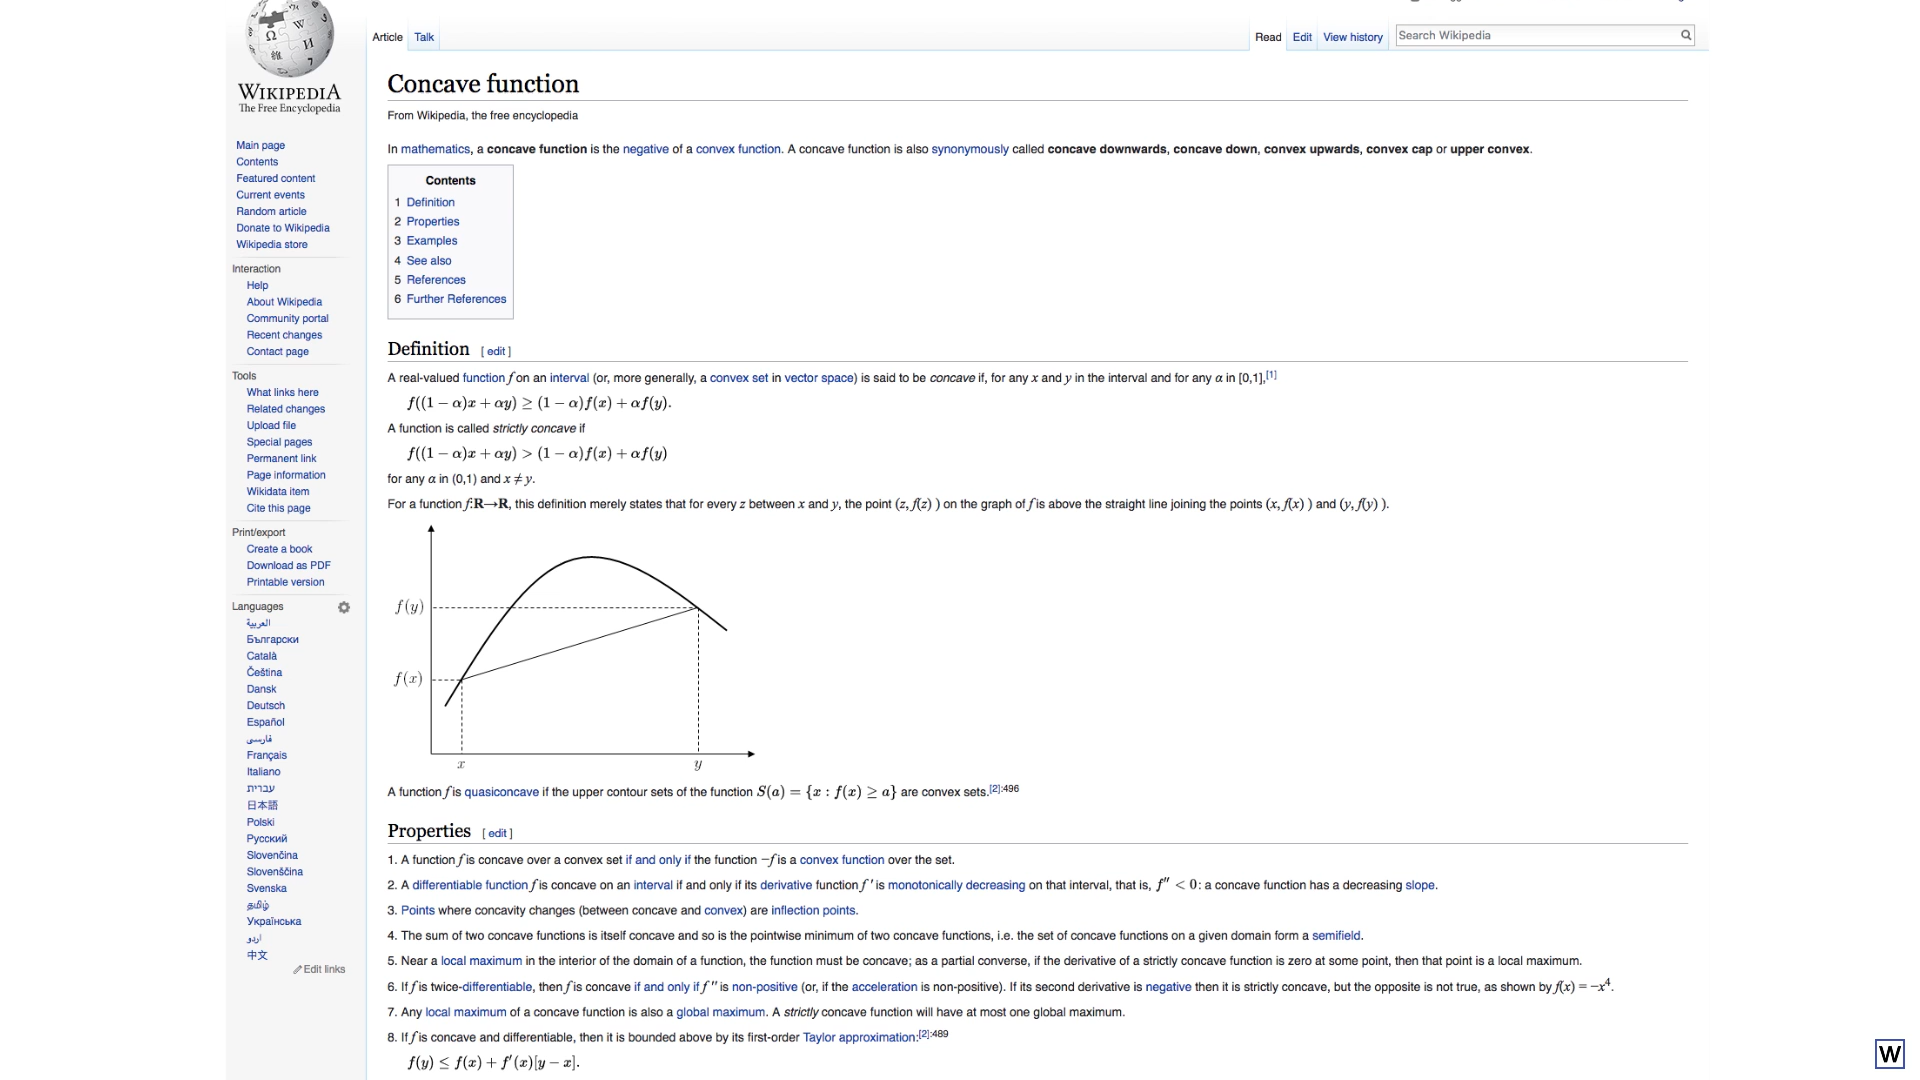 Article
Talk
Read
Edit
View history
Search Wikipedia
WIKIPEDIA
The Free Encyclopedia
Main page
Contents
Featured content
Current events
Random article
Donate to Wikipedia
Wikipedia store
Interaction
Help
About Wikipedia
Community portal
Recent changes
Contact page
Tools
What links here
Related changes
Upload file
Special pages
Permanent link
Page information
Wikidata item
Cite this page
Print/export
Create a book
Download as PDF
Printable version
Languages
العربية
Български
Català
Čeština
Dansk
Deutsch
Español
فارسی
Français
Italiano
עברית
日本語
Polski
Русский
Slovenčina
Slovenščina
Svenska
தமிழ்
Українська
اردو
中文
Edit links
Concave function
From Wikipedia, the free encyclopedia
In mathematics, a concave function is the negative of a convex function. A concave function is also synonymously called concave downwards, concave down, convex upwards, convex cap or upper convex.
Contents
1 Definition
2 Properties
3 Examples
4 See also
5 References
6 Further References
Definition [ edit ]
A real-valued function f on an interval (or, more generally, a convex set in vector space) is said to be concave if, for any x and y in the interval and for any α in [0,1],[1]
f((1 − α)x + αy) ≥ (1 − α)f(x) + αf(y).
A function is called strictly concave if
f((1 − α)x + αy) > (1 − α)f(x) + αf(y)
for any α in (0,1) and x ≠ y.
For a function f:R→R, this definition merely states that for every z between x and y, the point (z, f(z) ) on the graph of f is above the straight line joining the points (x, f(x) ) and (y, f(y) ).
f(y)
f(x)
x
y
A function f is quasiconcave if the upper contour sets of the function S(a) = {x : f(x) ≥ a} are convex sets.[2]:496
Properties [ edit ]
1. A function f is concave over a convex set if and only if the function −f is a convex function over the set.
2. A differentiable function f is concave on an interval if and only if its derivative function f ′ is monotonically decreasing on that interval, that is, f″ < 0: a concave function has a decreasing slope.
3. Points where concavity changes (between concave and convex) are inflection points.
4. The sum of two concave functions is itself concave and so is the pointwise minimum of two concave functions, i.e. the set of concave functions on a given domain form a semifield.
5. Near a local maximum in the interior of the domain of a function, the function must be concave; as a partial converse, if the derivative of a strictly concave function is zero at some point, then that point is a local maximum.
6. If f is twice-differentiable, then f is concave if and only if f ″ is non-positive (or, if the acceleration is non-positive). If its second derivative is negative then it is strictly concave, but the opposite is not true, as shown by f(x) = −x⁴.
7. Any local maximum of a concave function is also a global maximum. A strictly concave function will have at most one global maximum.
8. If f is concave and differentiable, then it is bounded above by its first-order Taylor approximation:[2]:489
f(y) ≤ f(x) + f′(x)[y − x].
W